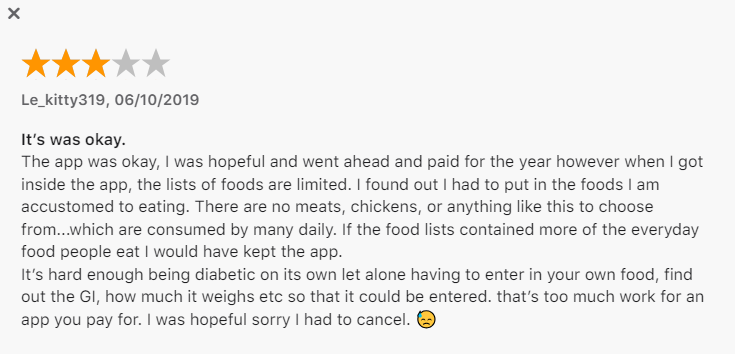 Le_kitty319, 06/10/2019
It's was okay.
The app was okay, I was hopeful and went ahead and paid for the year however when I got
inside the app, the lists of foods are limited. I found out I had to put in the foods I am
accustomed to eating. There are no meats, chickens, or anything like this to choose
from...which are consumed by many daily. If the food lists contained more of the everyday
food people eat I would have kept the app.
It's hard enough being diabetic on its own let alone having to enter in your own food, find
out the GI, how much it weighs etc so that it could be entered. that's too much work for an
app you pay for. I was hopeful sorry I had to cancel. 😓